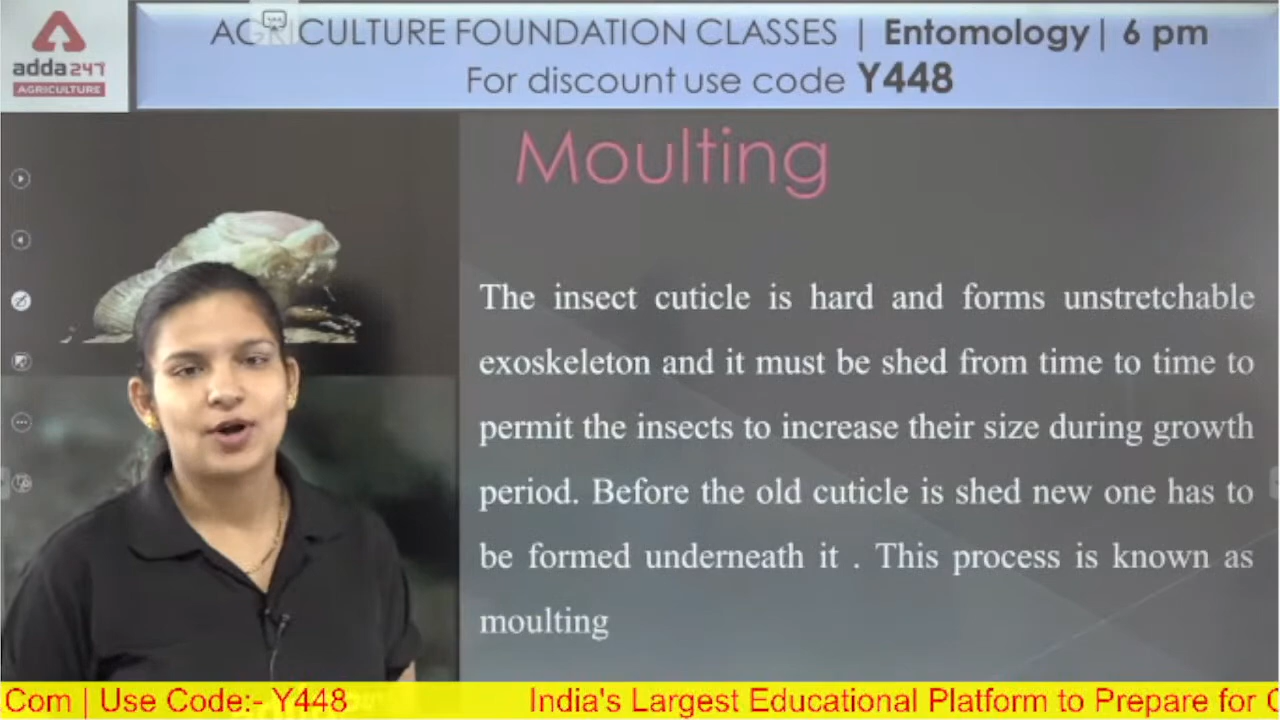 AGRICULTURE FOUNDATION CLASSES | Entomology | 6 pm
For discount use code Y448
adda247
AGRICULTURE
Moulting
The insect cuticle is hard and forms unstretchable
exoskeleton and it must be shed from time to time to
permit the insects to increase their size during growth
period. Before the old cuticle is shed new one has to
be formed underneath it . This process is known as
moulting
Com | Use Code:- Y448 India's Largest Educational Platform to Prepare for